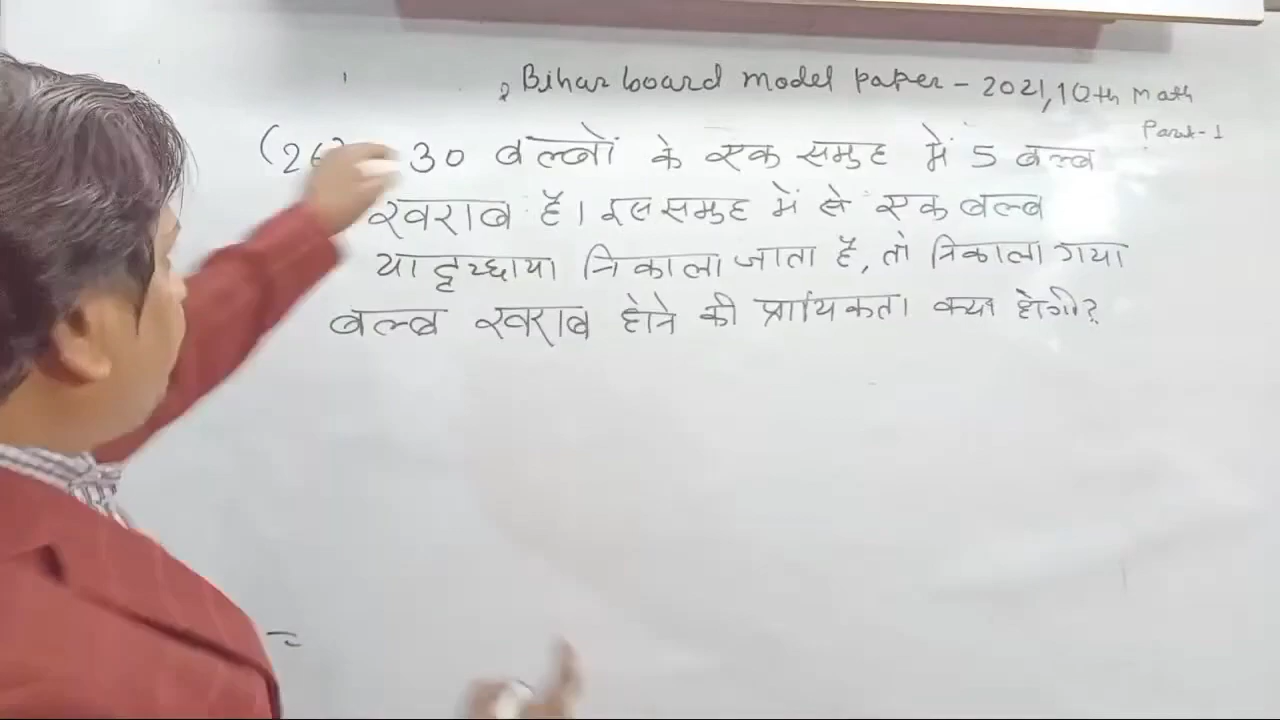 Bihar board model paper - 2021, 10th Math
Part-1
(26) 30 बल्बों के एक समुह में 5 बल्ब
खराब है। इस समुह में से एक बल्ब
यादृच्छया निकाला जाता है, तो निकाला गया
बल्ब खराब होने की प्रायिकता क्या होगी?
=